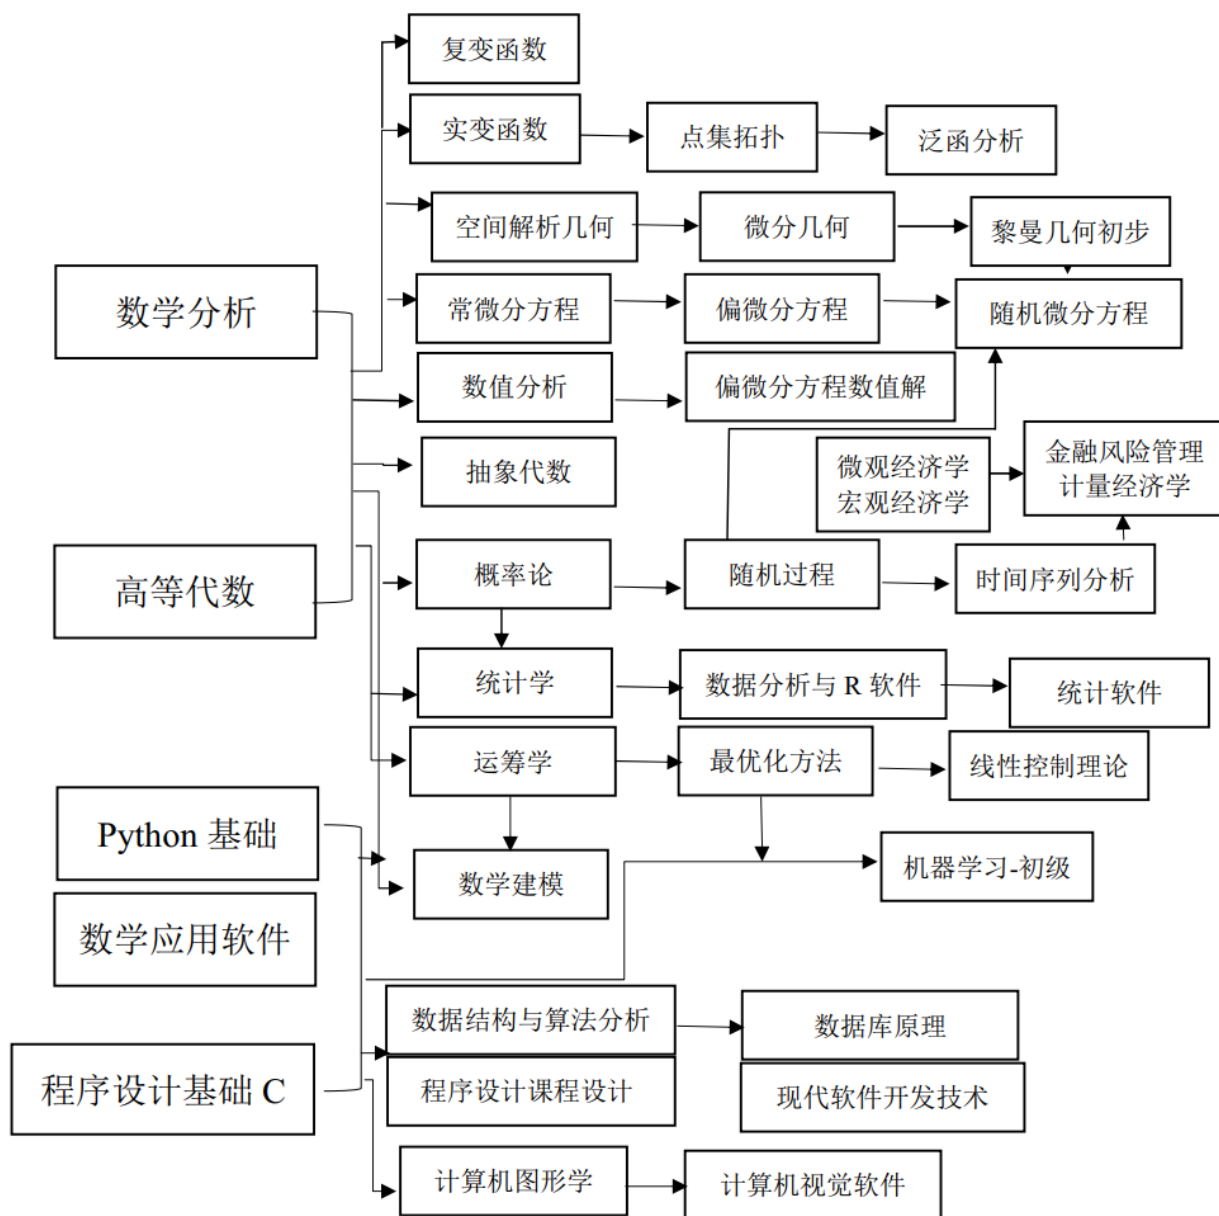 复变函数
实变函数
点集拓扑
泛函分析
空间解析几何
微分几何
黎曼几何初步
数学分析
常微分方程
偏微分方程
随机微分方程
数值分析
偏微分方程数值解
抽象代数
微观经济学
宏观经济学
金融风险管理
计量经济学
高等代数
概率论
随机过程
时间序列分析
统计学
数据分析与 R 软件
统计软件
运筹学
最优化方法
线性控制理论
Python 基础
数学建模
机器学习-初级
数学应用软件
数据结构与算法分析
数据库原理
程序设计基础 C
程序设计课程设计
现代软件开发技术
计算机图形学
计算机视觉软件